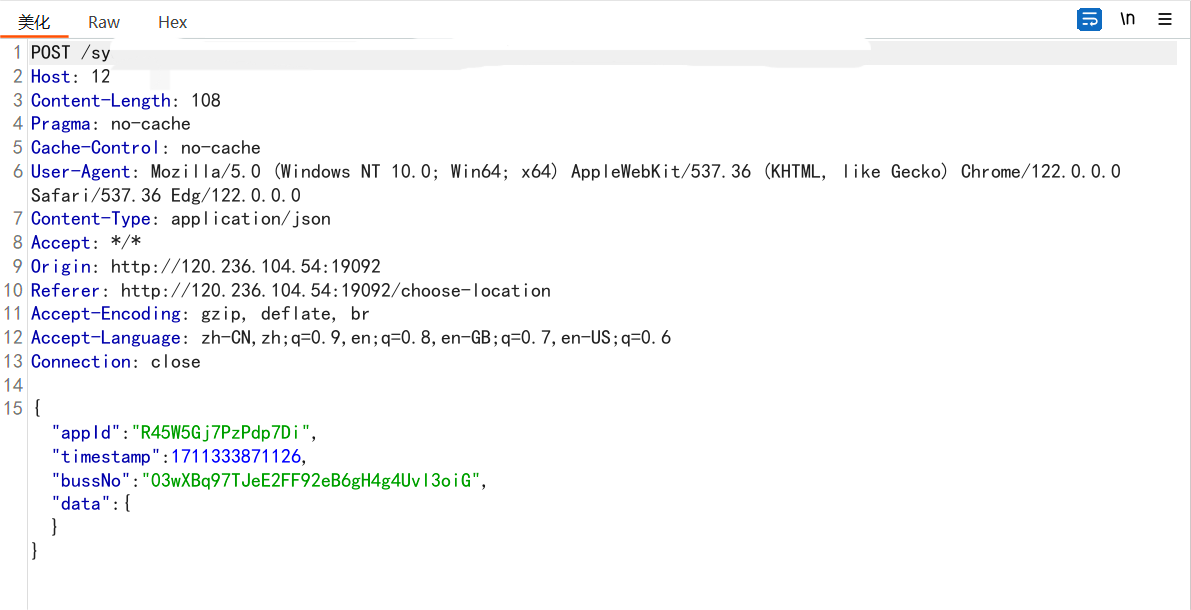 美化 Raw Hex \n
1 POST /sy
2 Host: 12
3 Content-Length: 108
4 Pragma: no-cache
5 Cache-Control: no-cache
6 User-Agent: Mozilla/5.0 (Windows NT 10.0; Win64; x64) AppleWebKit/537.36 (KHTML, like Gecko) Chrome/122.0.0.0
Safari/537.36 Edg/122.0.0.0
7 Content-Type: application/json
8 Accept: */*
9 Origin: http://120.236.104.54:19092
10 Referer: http://120.236.104.54:19092/choose-location
11 Accept-Encoding: gzip, deflate, br
12 Accept-Language: zh-CN,zh;q=0.9,en;q=0.8,en-GB;q=0.7,en-US;q=0.6
13 Connection: close
14
15 {
"appId":"R45W5Gj7PzPdp7Di",
"timestamp":1711333871126,
"bussNo":"O3wXBq97TJeE2FF92eB6gH4g4Uvl3oiG",
"data":{
}
}